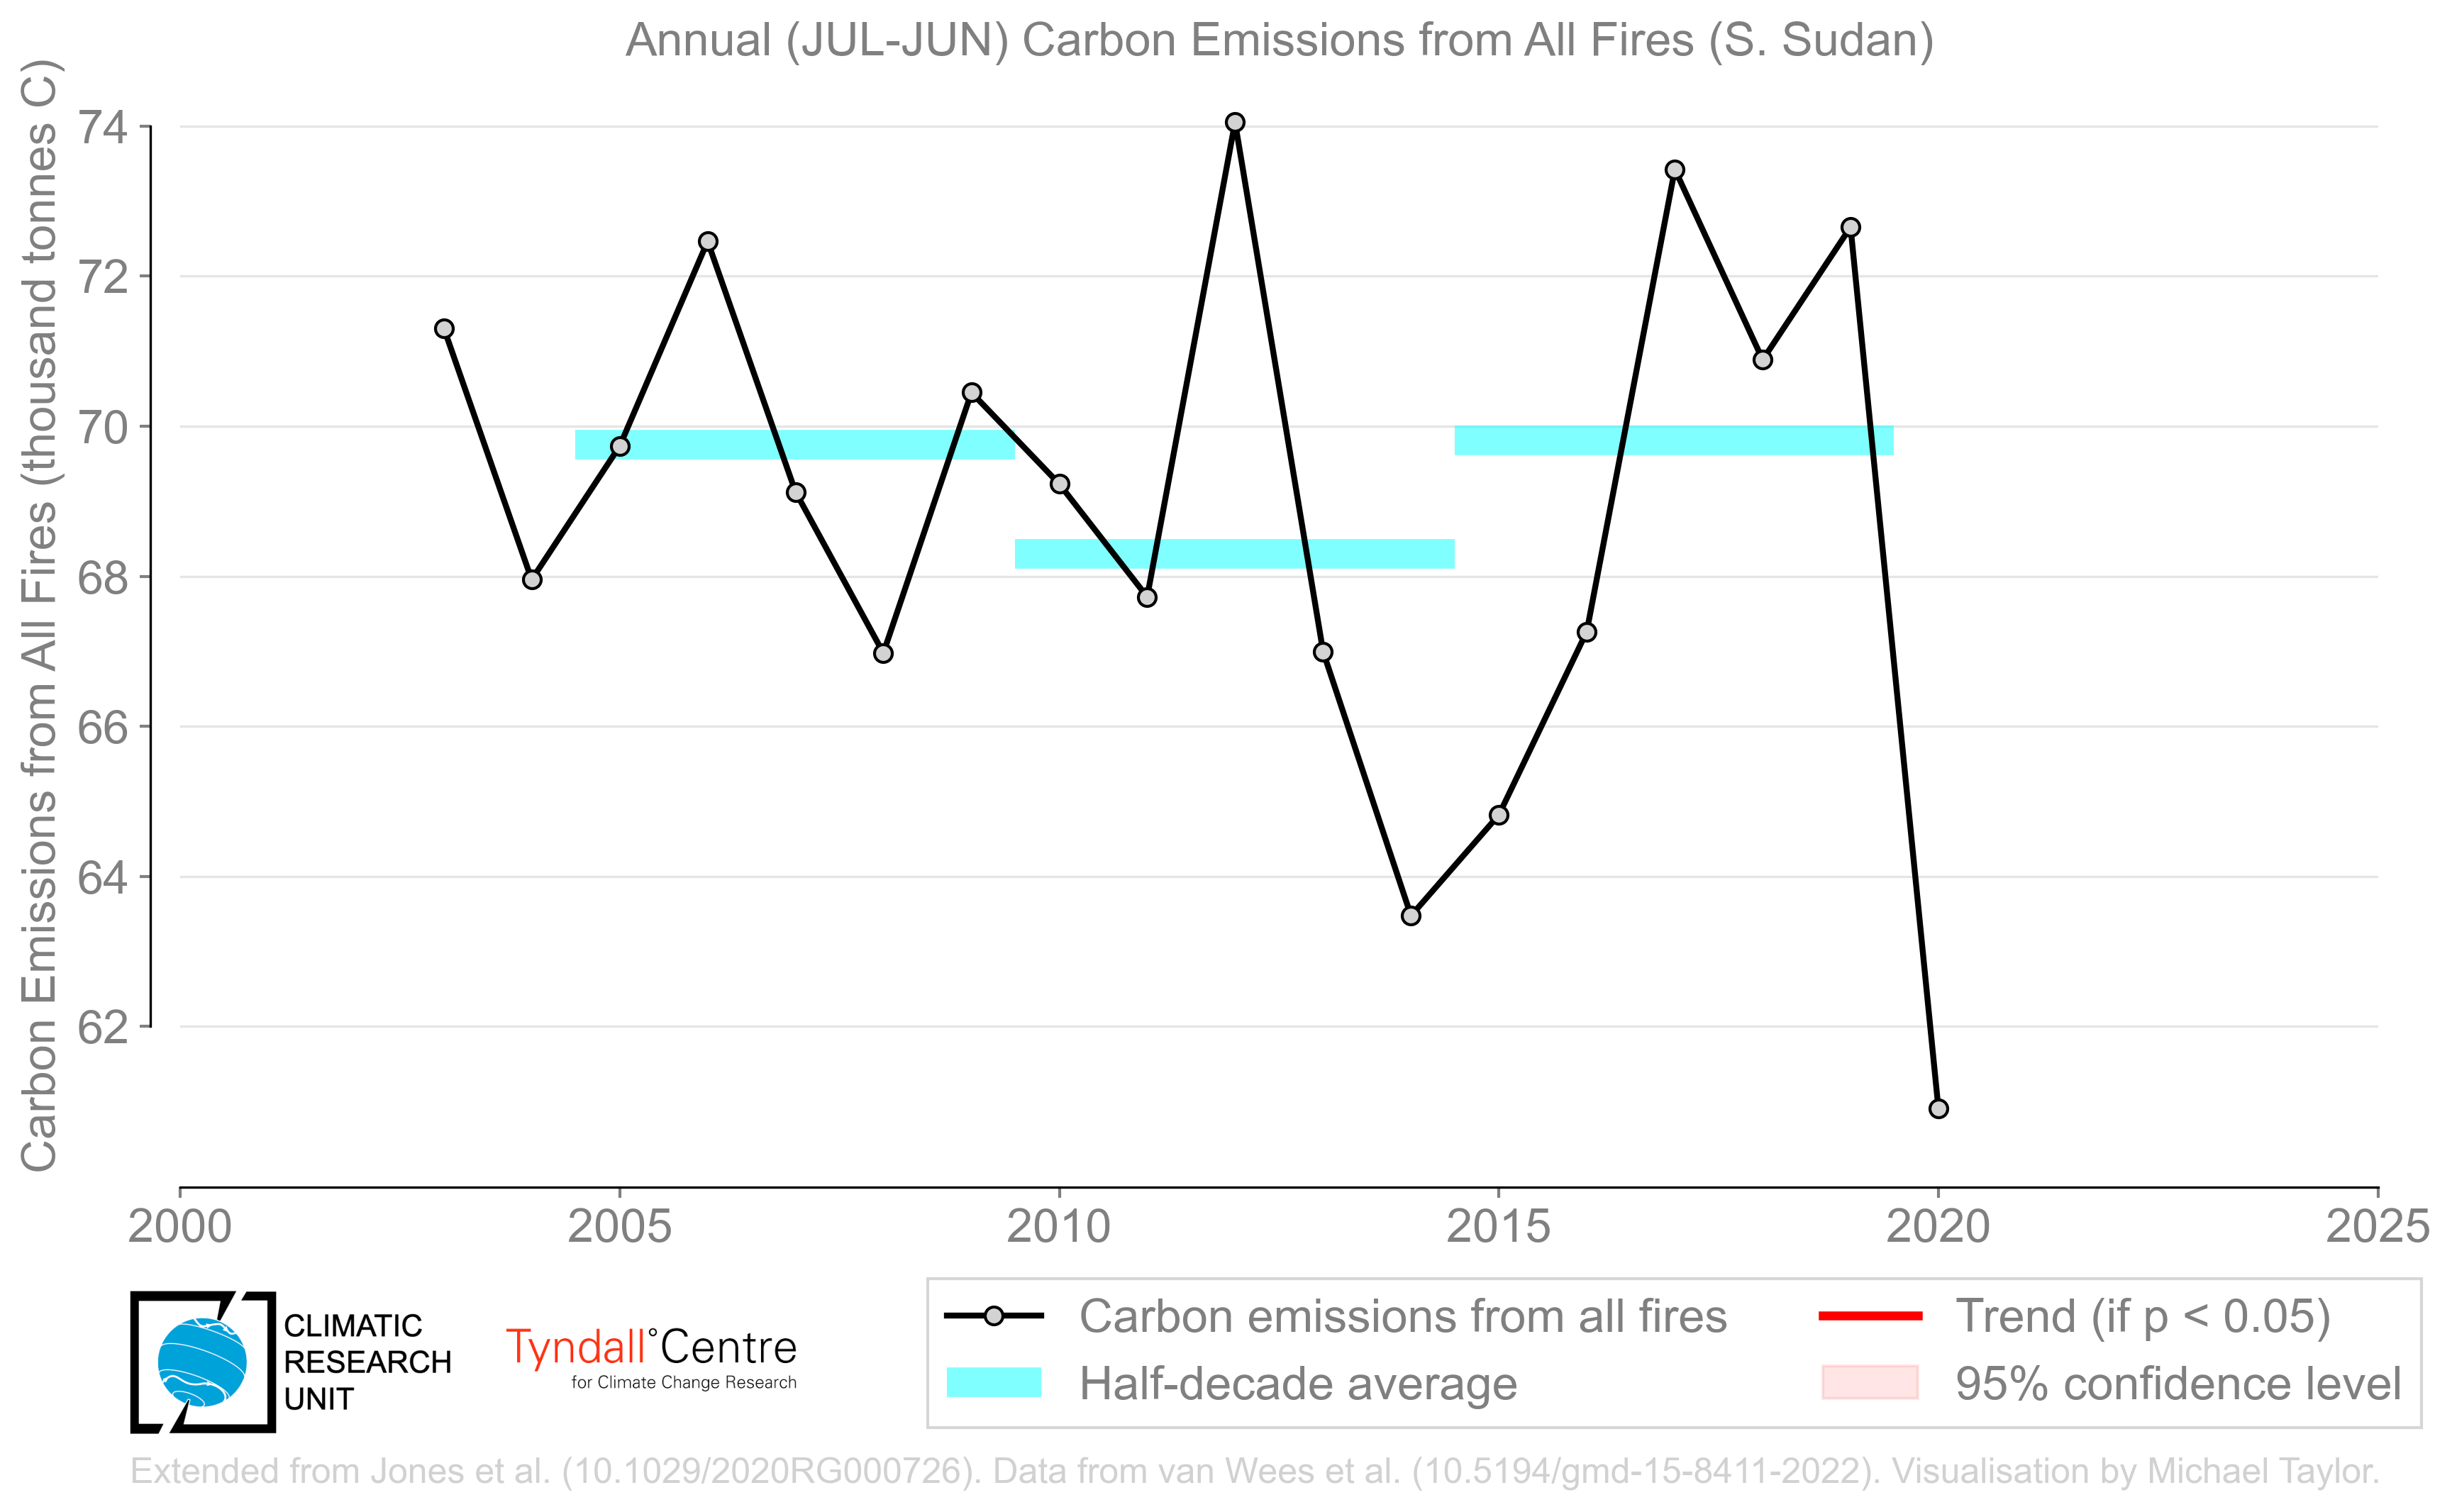 Annual (JUL-JUN) Carbon Emissions from All Fires (S. Sudan)
Carbon Emissions from All Fires (thousand tonnes C)
74
72
70
68
66
64
62
2000 2005 2010 2015 2020 2025
CLIMATIC
RESEARCH
UNIT
Tyndall°Centre
for Climate Change Research
Carbon emissions from all fires
Half-decade average
Trend (if p < 0.05)
95% confidence level
Extended from Jones et al. (10.1029/2020RG000726). Data from van Wees et al. (10.5194/gmd-15-8411-2022). Visualisation by Michael Taylor.